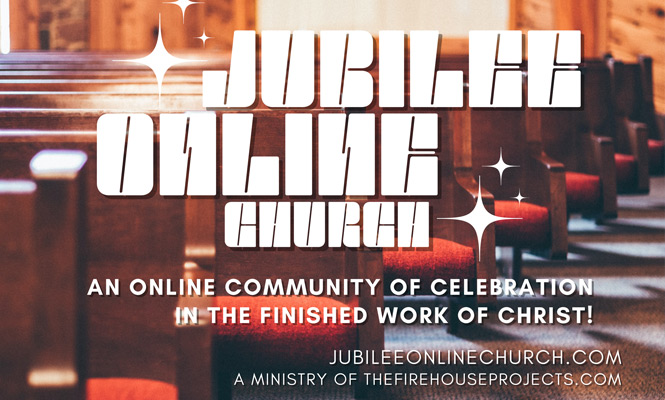 JUBILEE
ONLINE
CHURCH
AN ONLINE COMMUNITY OF CELEBRATION
IN THE FINISHED WORK OF CHRIST!
JUBILEEONLINECHURCH.COM
A MINISTRY OF THEFIREHOUSEPROJECTS.COM